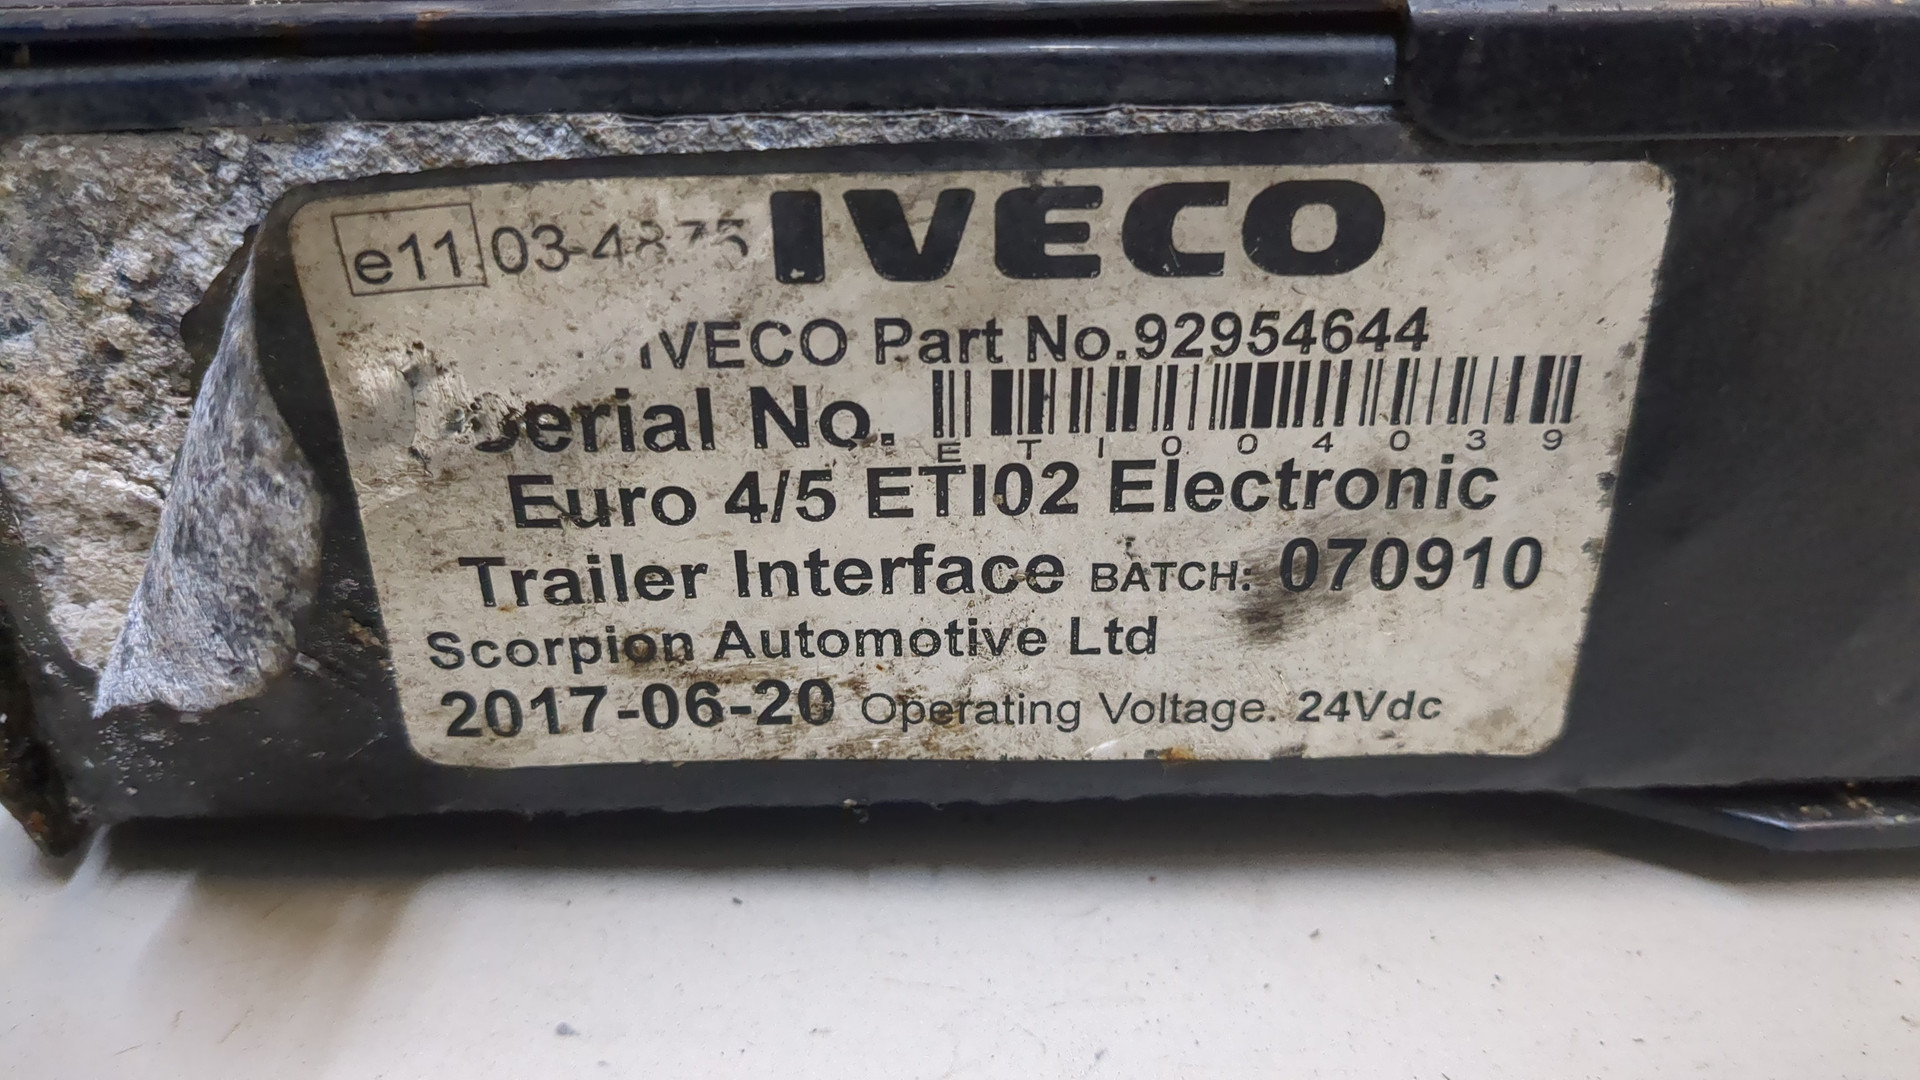 e11 03-4875 IVECO
IVECO Part No.92954644
Serial No.
ETI004039
Euro 4/5 ETI02 Electronic
Trailer Interface BATCH: 070910
Scorpion Automotive Ltd
2017-06-20 Operating Voltage. 24Vdc